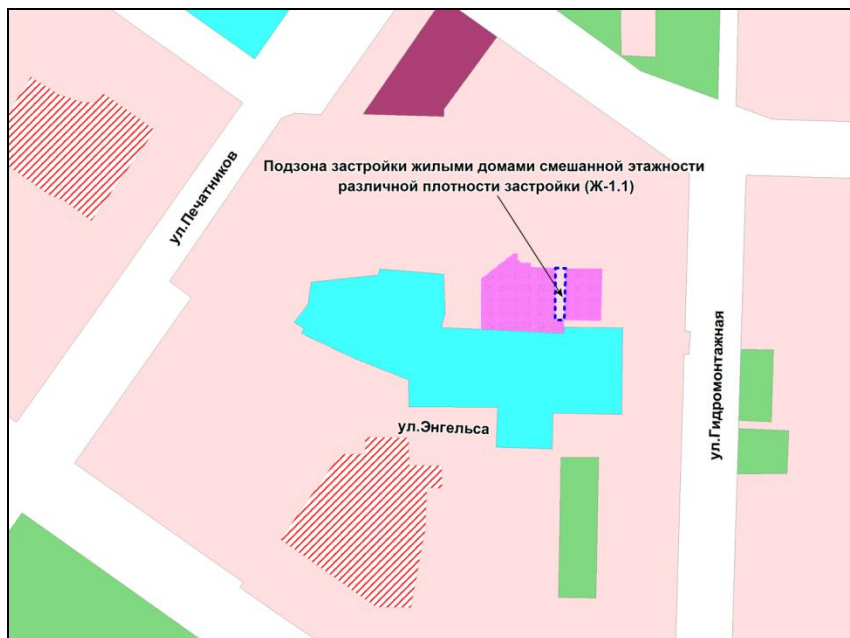 Подзона застройки жилыми домами смешанной этажности
различной плотности застройки (Ж-1.1)
ул.Печатников
ул.Гидромонтажная
ул.Энгельса